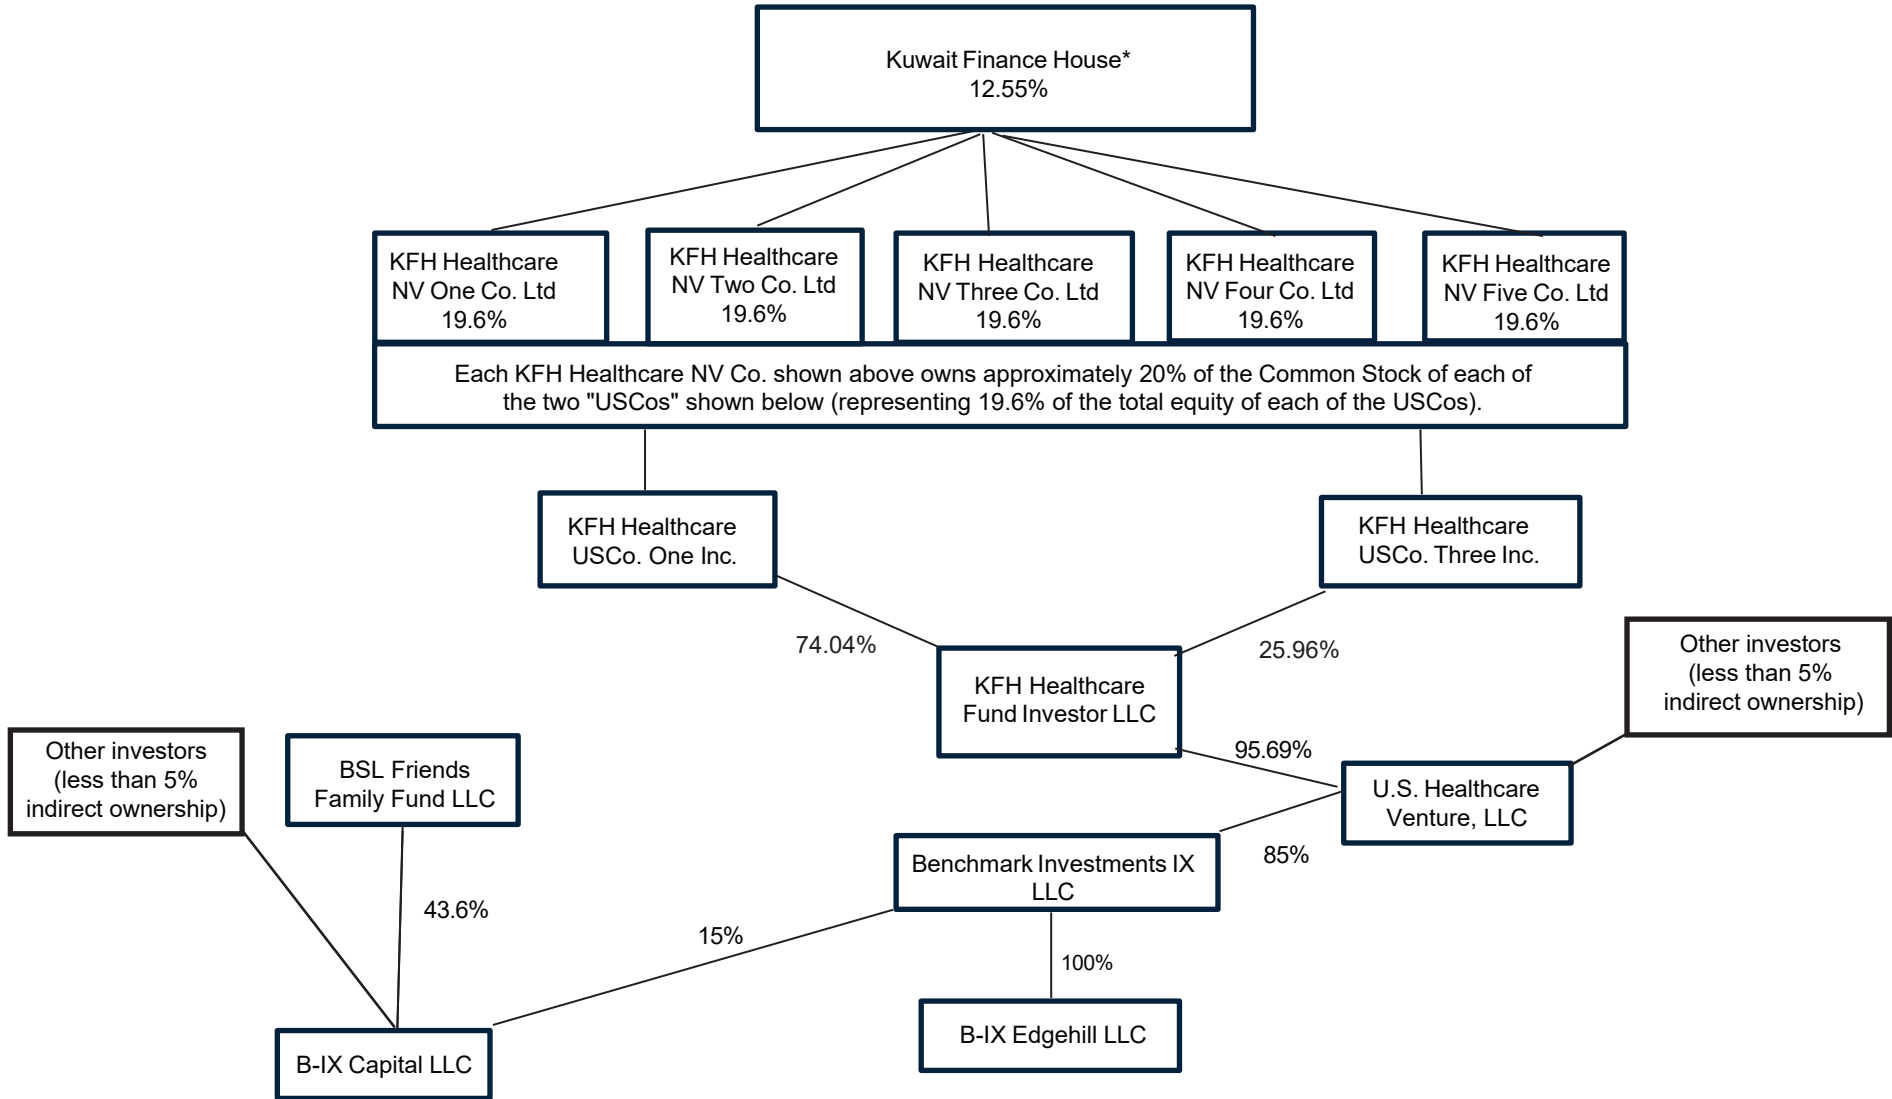 Kuwait Finance House*
12.55%
KFH Healthcare
NV One Co. Ltd
19.6%
KFH Healthcare
NV Two Co. Ltd
19.6%
KFH Healthcare
NV Three Co. Ltd
19.6%
KFH Healthcare
NV Four Co. Ltd
19.6%
KFH Healthcare
NV Five Co. Ltd
19.6%
Each KFH Healthcare NV Co. shown above owns approximately 20% of the Common Stock of each of
the two "USCos" shown below (representing 19.6% of the total equity of each of the USCos).
KFH Healthcare
USCo. One Inc.
KFH Healthcare
USCo. Three Inc.
74.04%
25.96%
KFH Healthcare
Fund Investor LLC
Other investors
(less than 5%
indirect ownership)
Other investors
(less than 5%
indirect ownership)
BSL Friends
Family Fund LLC
95.69%
U.S. Healthcare
Venture, LLC
85%
Benchmark Investments IX
LLC
43.6%
15%
100%
B-IX Edgehill LLC
B-IX Capital LLC